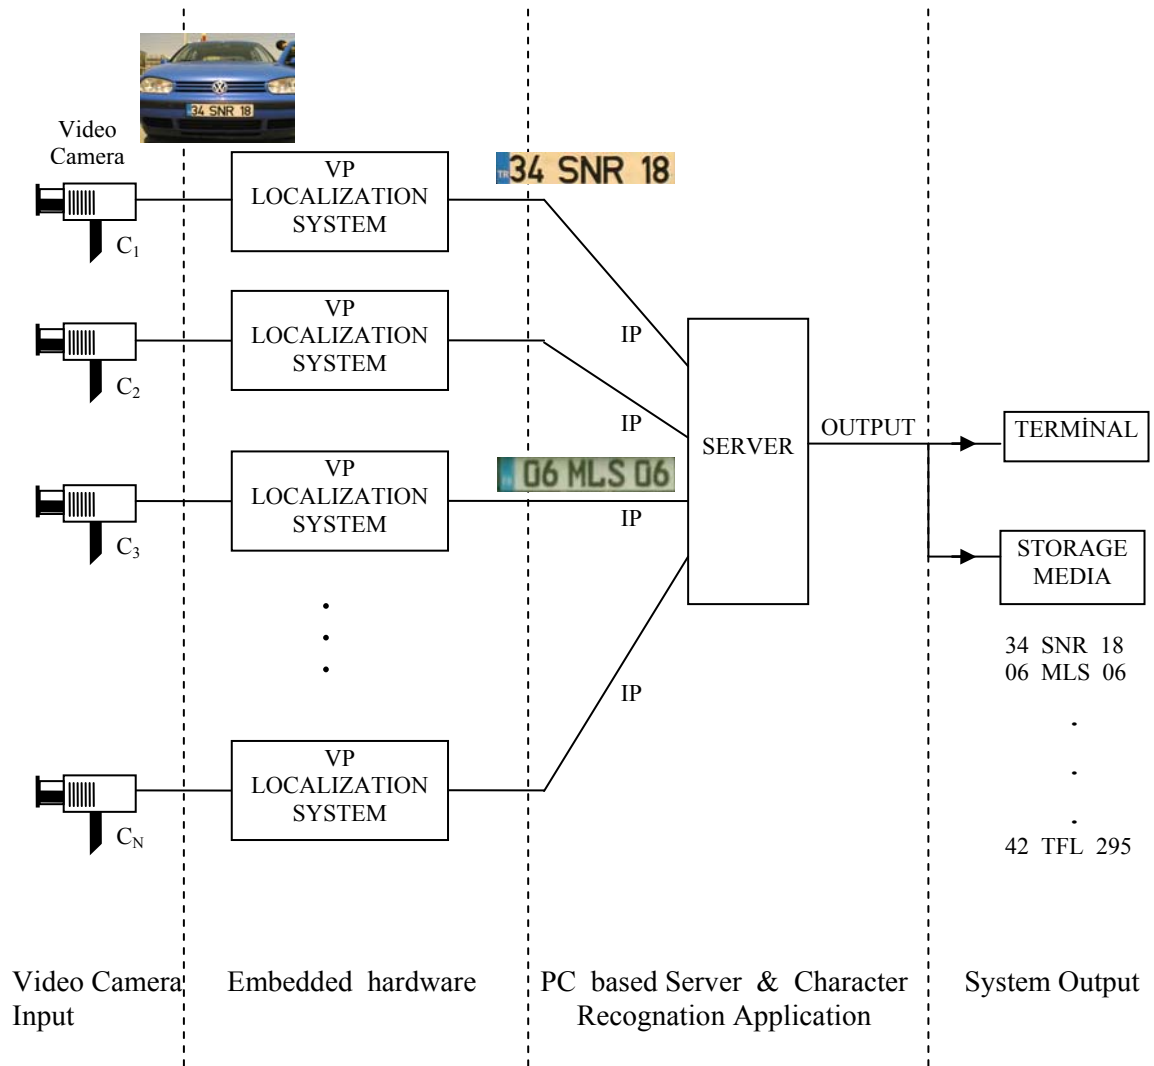 34 SNR 18
Video
Camera
C1
VP
LOCALIZATION
SYSTEM
TR 34 SNR 18
IP
C2
VP
LOCALIZATION
SYSTEM
IP
C3
VP
LOCALIZATION
SYSTEM
06 MLS 06
IP
SERVER
OUTPUT
TERMİNAL
STORAGE
MEDIA
34 SNR 18
06 MLS 06
.
.
.
42 TFL 295
.
.
.
IP
CN
VP
LOCALIZATION
SYSTEM
Video Camera
Input
Embedded hardware
PC based Server & Character
Recognation Application
System Output